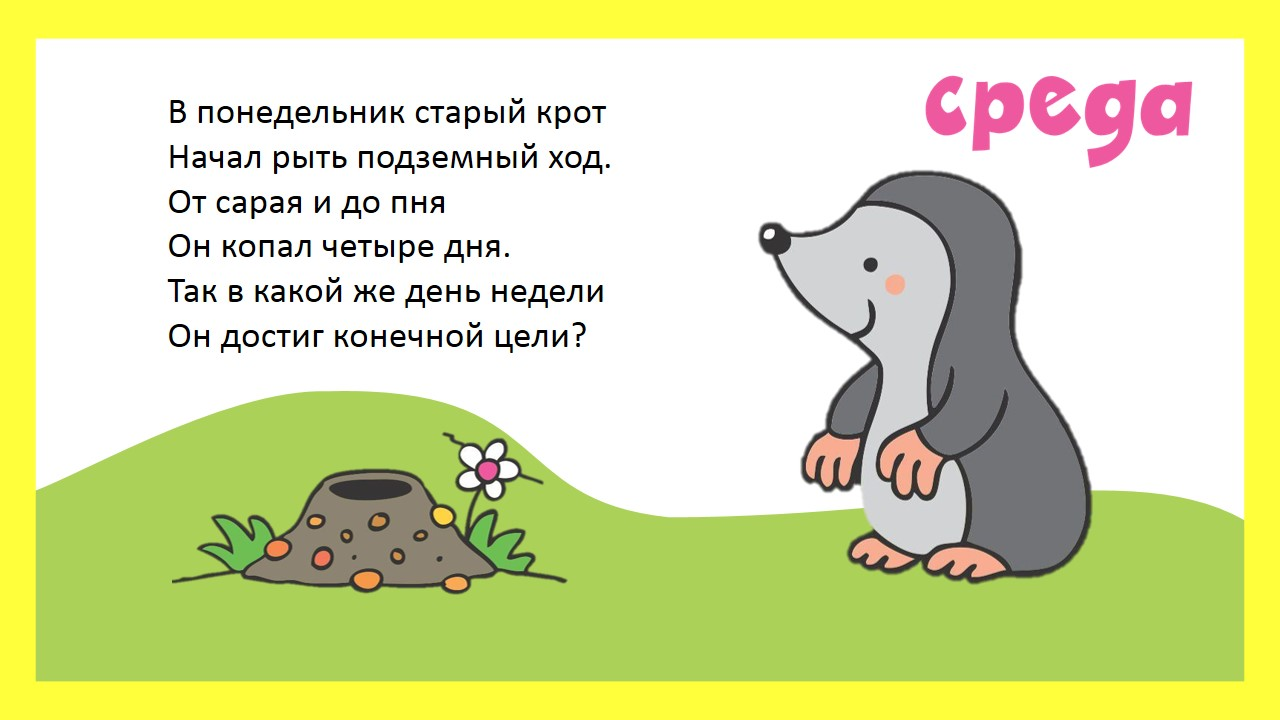 среда
В понедельник старый крот
Начал рыть подземный ход.
От сарая и до пня
Он копал четыре дня.
Так в какой же день недели
Он достиг конечной цели?